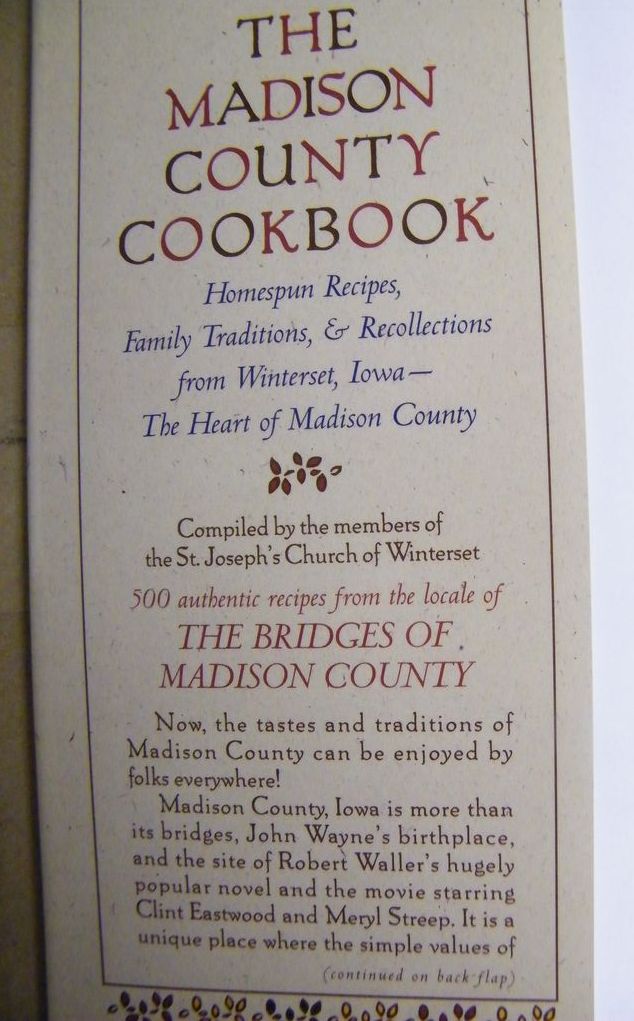 THE
MADISON
COUNTY
COOKBOOK
Homespun Recipes,
Family Traditions, & Recollections
from Winterset, Iowa—
The Heart of Madison County
Compiled by the members of
the St. Joseph's Church of Winterset
500 authentic recipes from the locale of
THE BRIDGES OF
MADISON COUNTY
Now, the tastes and traditions of
Madison County can be enjoyed by
folks everywhere!
Madison County, Iowa is more than
its bridges, John Wayne's birthplace,
and the site of Robert Waller's hugely
popular novel and the movie starring
Clint Eastwood and Meryl Streep. It is a
unique place where the simple values of
(continued on back flap)